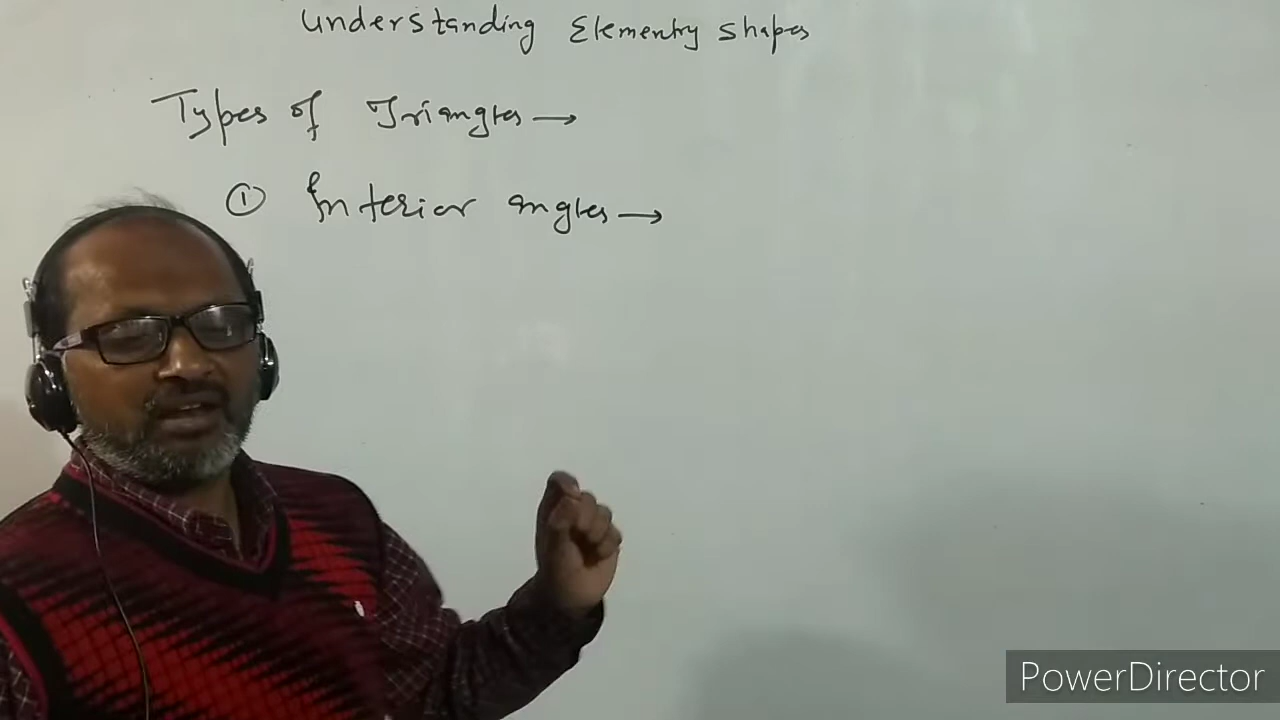 Understanding Elementry shapes
Types of Triangles →
① Interior angles →
PowerDirector